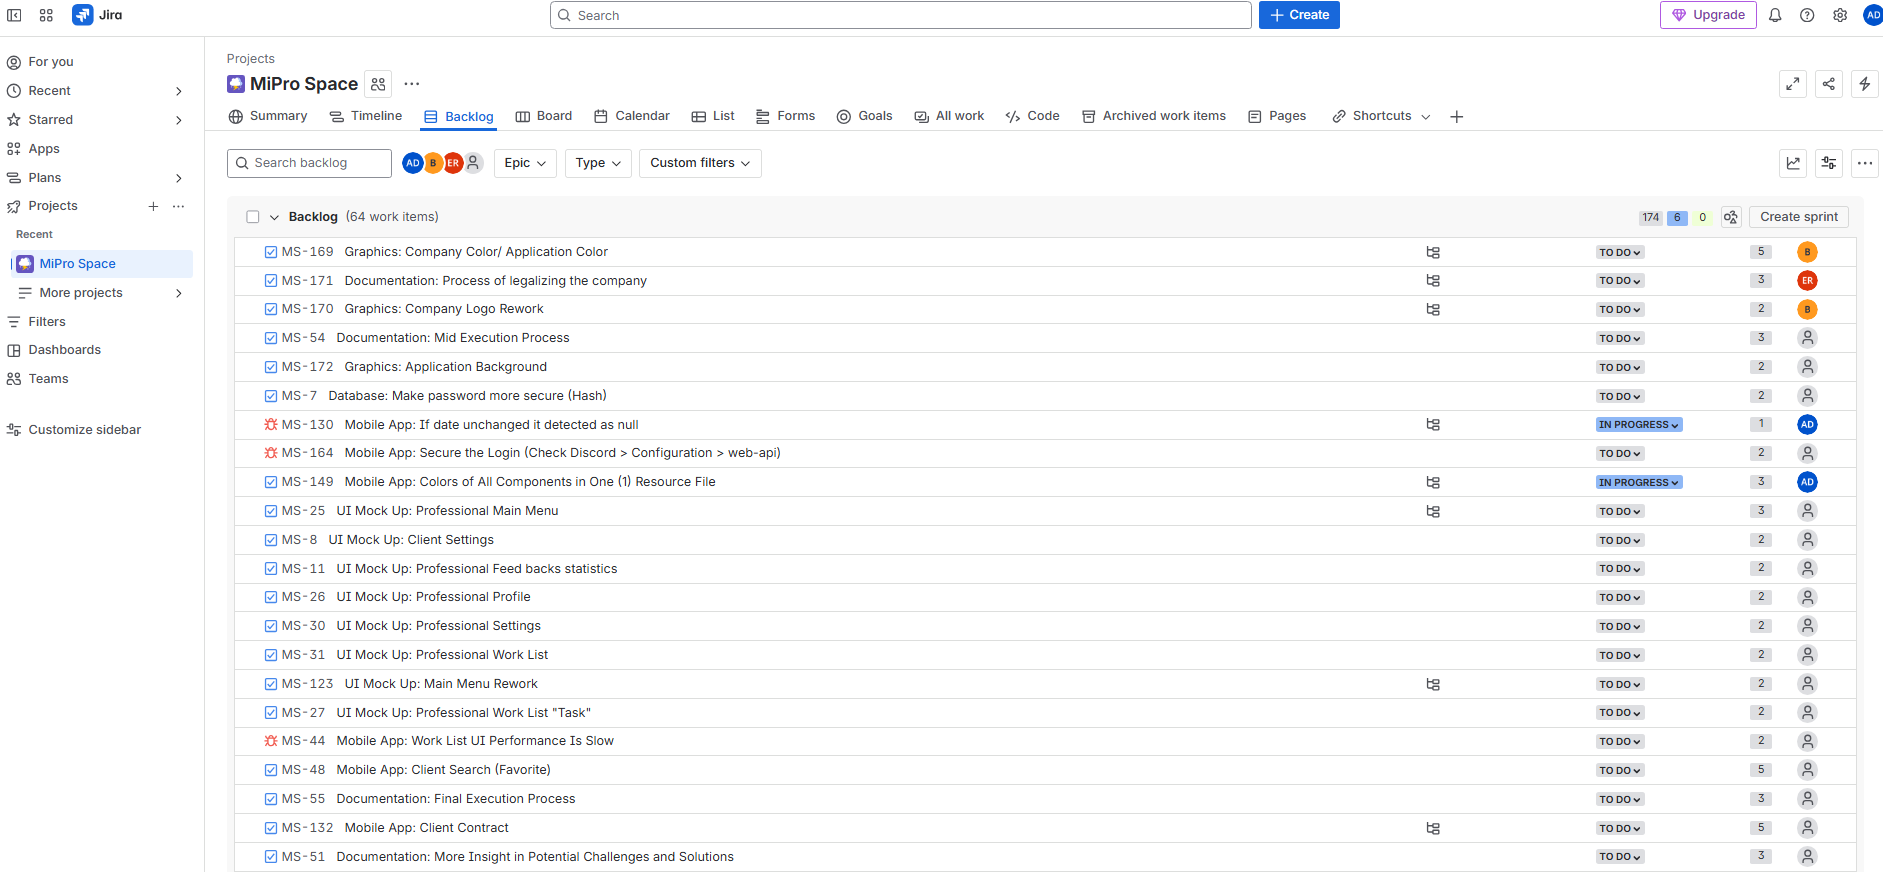 Jira
Search
Create
Upgrade
AD
For you
Recent
Starred
Apps
Plans
Projects
Recent
MiPro Space
More projects
Filters
Dashboards
Teams
Customize sidebar
Projects
MiPro Space
Summary Timeline Backlog Board Calendar List Forms Goals All work Code Archived work items Pages Shortcuts
Search backlog AD B ER Epic Type Custom filters
Backlog (64 work items) 174 6 0 Create sprint
MS-169 Graphics: Company Color/ Application Color TO DO 5 B
MS-171 Documentation: Process of legalizing the company TO DO 3 ER
MS-170 Graphics: Company Logo Rework TO DO 2 B
MS-54 Documentation: Mid Execution Process TO DO 3
MS-172 Graphics: Application Background TO DO 2
MS-7 Database: Make password more secure (Hash) TO DO 2
MS-130 Mobile App: If date unchanged it detected as null IN PROGRESS 1 AD
MS-164 Mobile App: Secure the Login (Check Discord > Configuration > web-api) TO DO 2
MS-149 Mobile App: Colors of All Components in One (1) Resource File IN PROGRESS 3 AD
MS-25 UI Mock Up: Professional Main Menu TO DO 3
MS-8 UI Mock Up: Client Settings TO DO 2
MS-11 UI Mock Up: Professional Feed backs statistics TO DO 2
MS-26 UI Mock Up: Professional Profile TO DO 2
MS-30 UI Mock Up: Professional Settings TO DO 2
MS-31 UI Mock Up: Professional Work List TO DO 2
MS-123 UI Mock Up: Main Menu Rework TO DO 2
MS-27 UI Mock Up: Professional Work List "Task" TO DO 2
MS-44 Mobile App: Work List UI Performance Is Slow TO DO 2
MS-48 Mobile App: Client Search (Favorite) TO DO 5
MS-55 Documentation: Final Execution Process TO DO 3
MS-132 Mobile App: Client Contract TO DO 5
MS-51 Documentation: More Insight in Potential Challenges and Solutions TO DO 3